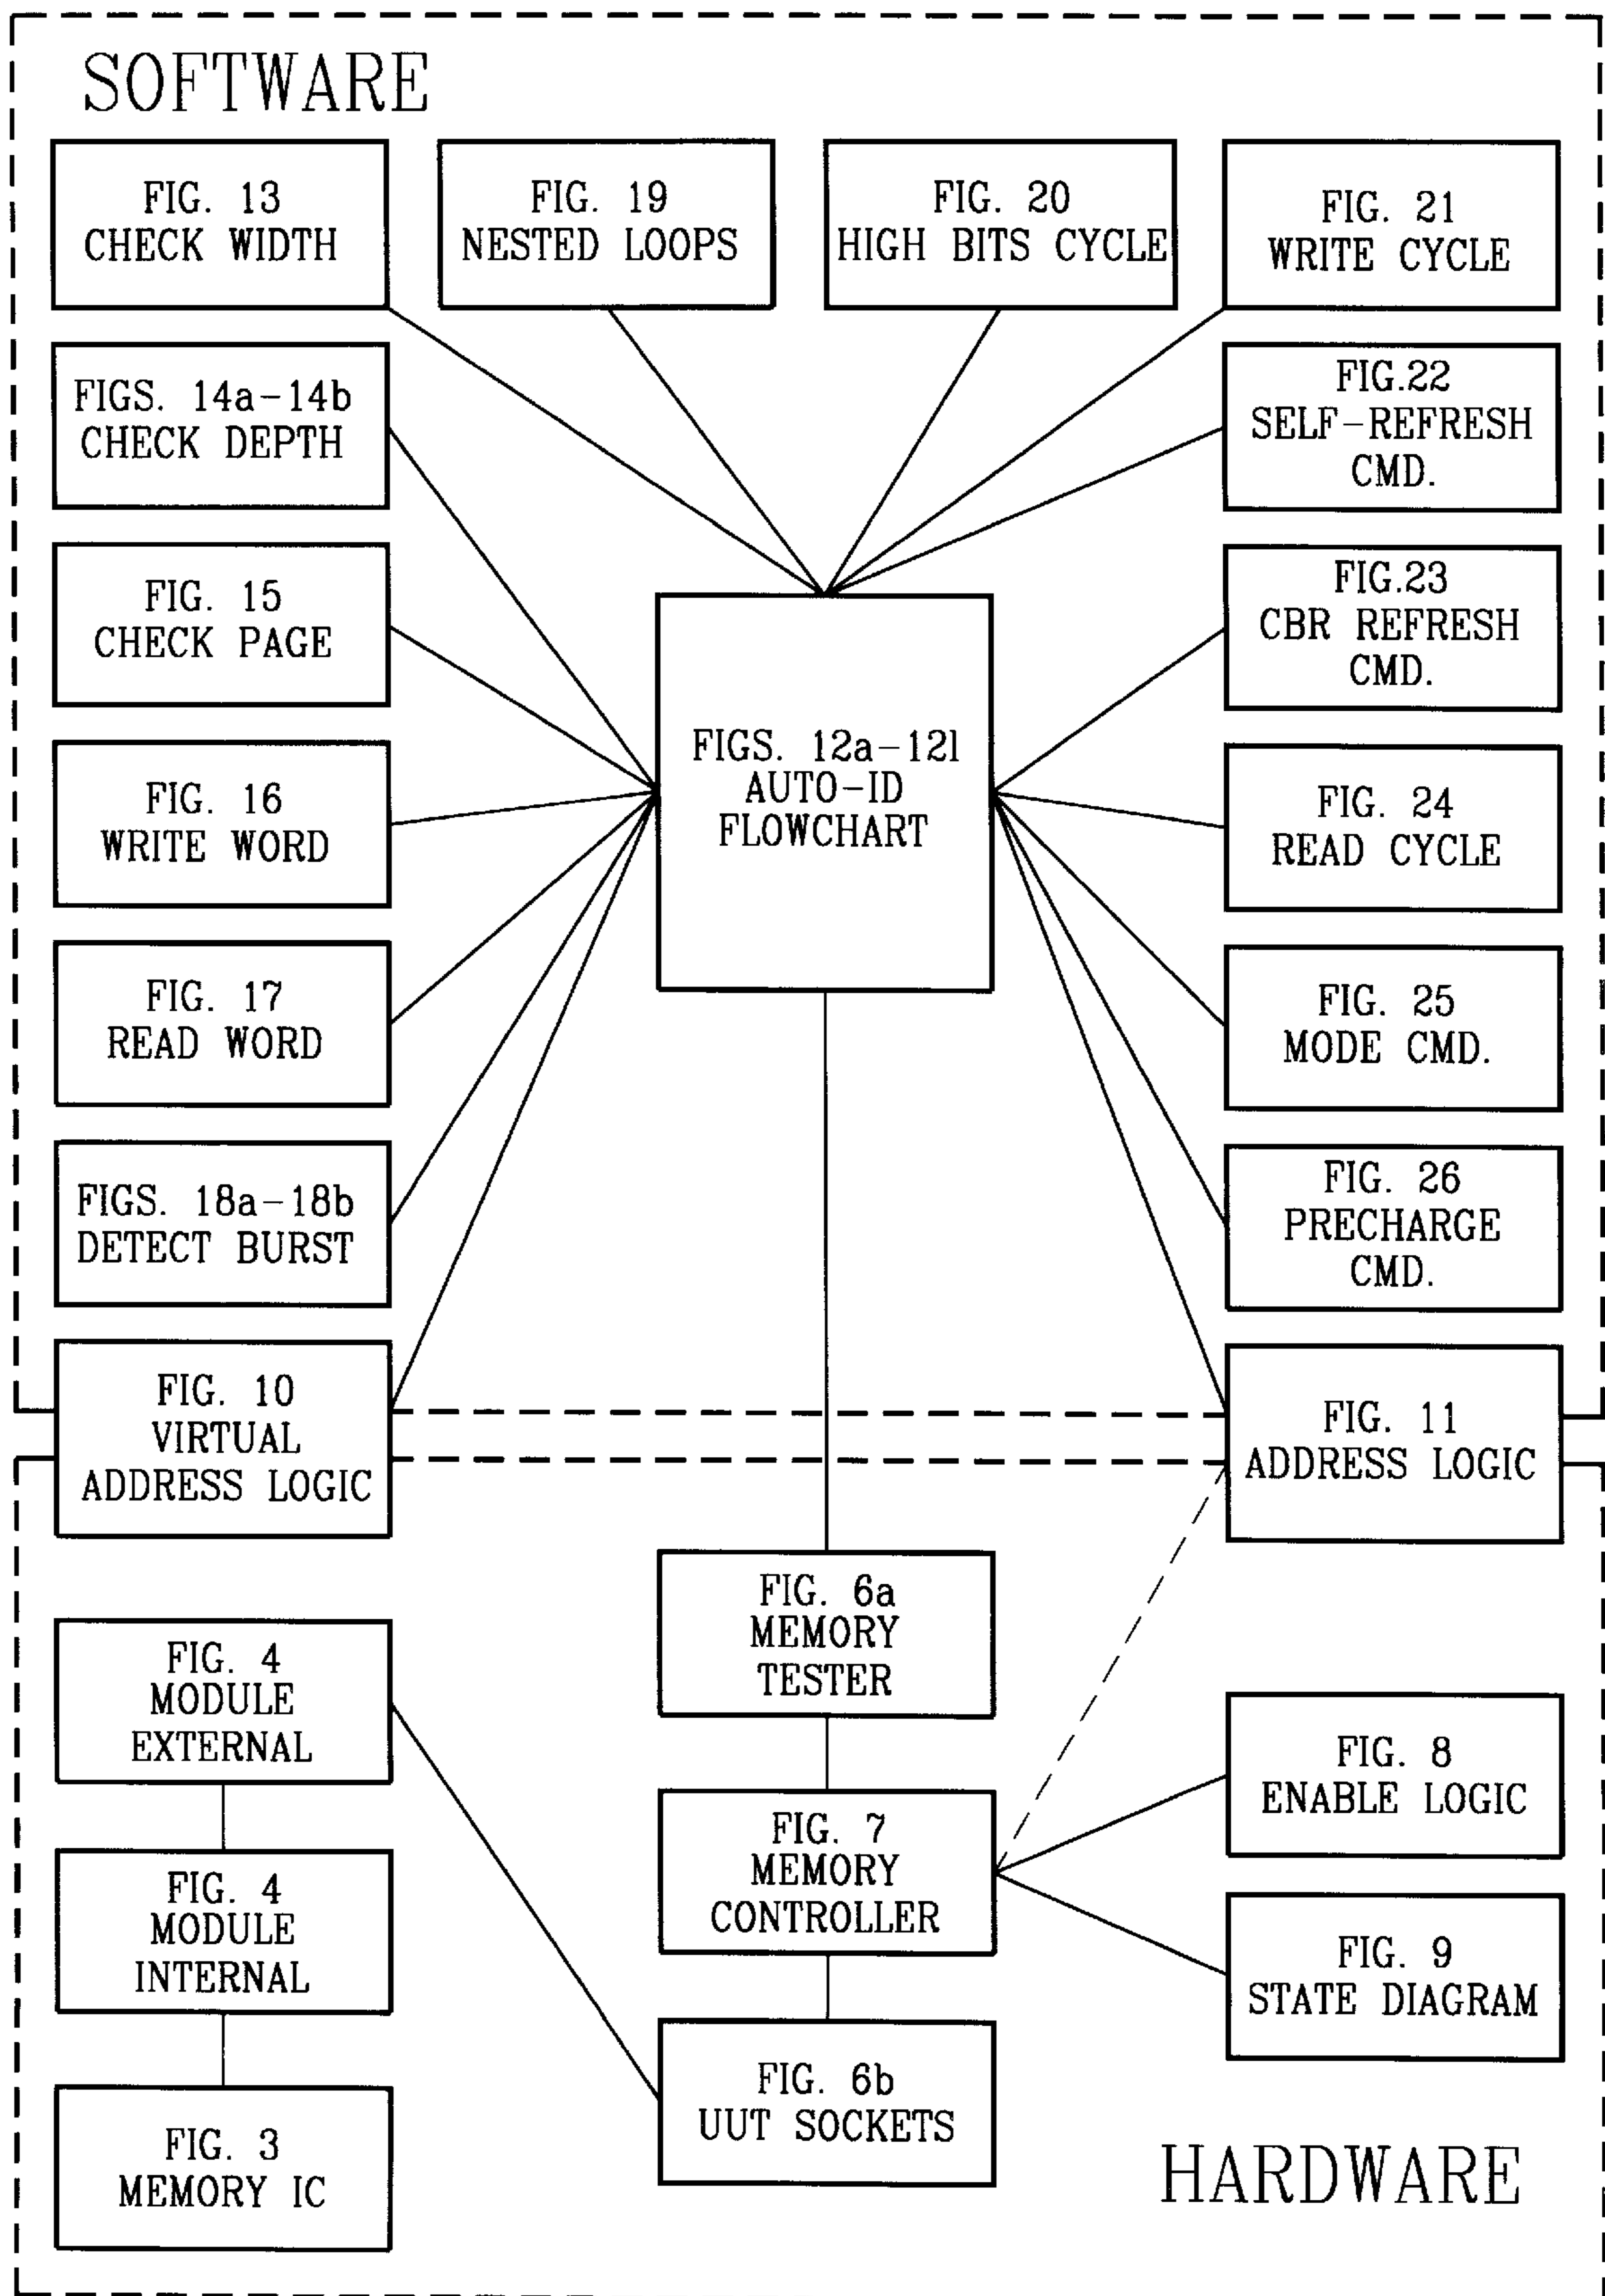 SOFTWARE
FIG. 13
CHECK WIDTH
FIG. 19
NESTED LOOPS
FIG. 20
HIGH BITS CYCLE
FIG. 21
WRITE CYCLE
FIGS. 14a-14b
CHECK DEPTH
FIG.22
SELF-REFRESH
CMD.
FIG. 15
CHECK PAGE
FIG.23
CBR REFRESH
CMD.
FIGS. 12a-12l
AUTO-ID
FLOWCHART
FIG. 16
WRITE WORD
FIG. 24
READ CYCLE
FIG. 17
READ WORD
FIG. 25
MODE CMD.
FIGS. 18a-18b
DETECT BURST
FIG. 26
PRECHARGE
CMD.
FIG. 10
VIRTUAL
ADDRESS LOGIC
FIG. 11
ADDRESS LOGIC
FIG. 6a
MEMORY
TESTER
FIG. 4
MODULE
EXTERNAL
FIG. 8
ENABLE LOGIC
FIG. 7
MEMORY
CONTROLLER
FIG. 4
MODULE
INTERNAL
FIG. 9
STATE DIAGRAM
FIG. 6b
UUT SOCKETS
FIG. 3
MEMORY IC
HARDWARE